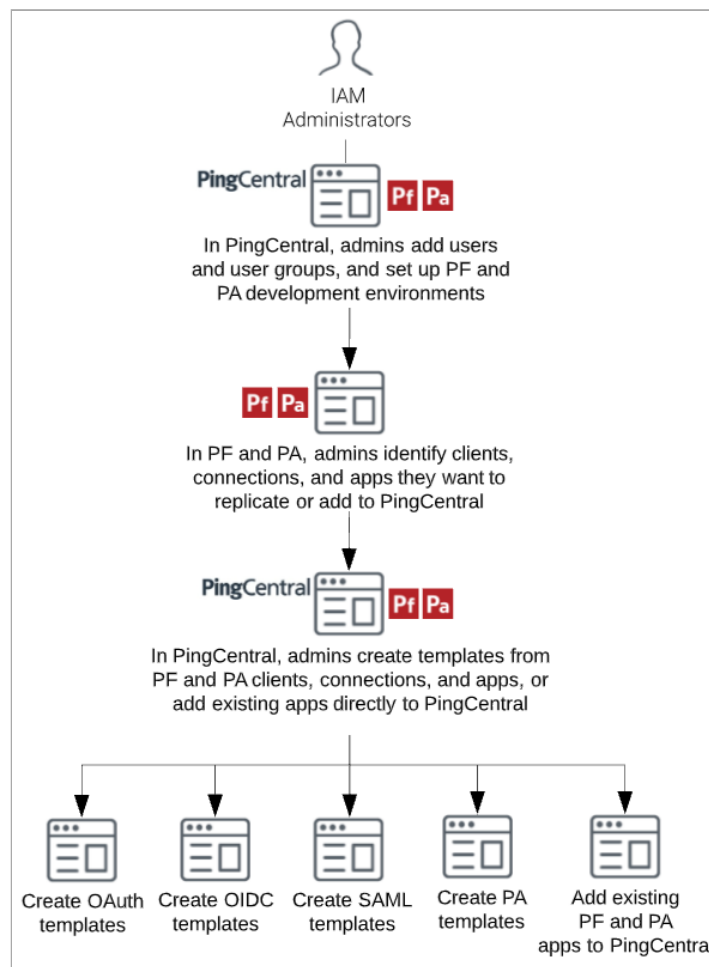 IAM
Administrators
PingCentral
Pf Pa
In PingCentral, admins add users
and user groups, and set up PF and
PA development environments
Pf Pa
In PF and PA, admins identify clients,
connections, and apps they want to
replicate or add to PingCentral
PingCentral
Pf Pa
In PingCentral, admins create templates from
PF and PA clients, connections, and apps, or
add existing apps directly to PingCentral
Create OAuth
templates
Create OIDC
templates
Create SAML
templates
Create PA
templates
Add existing
PF and PA
apps to PingCentra